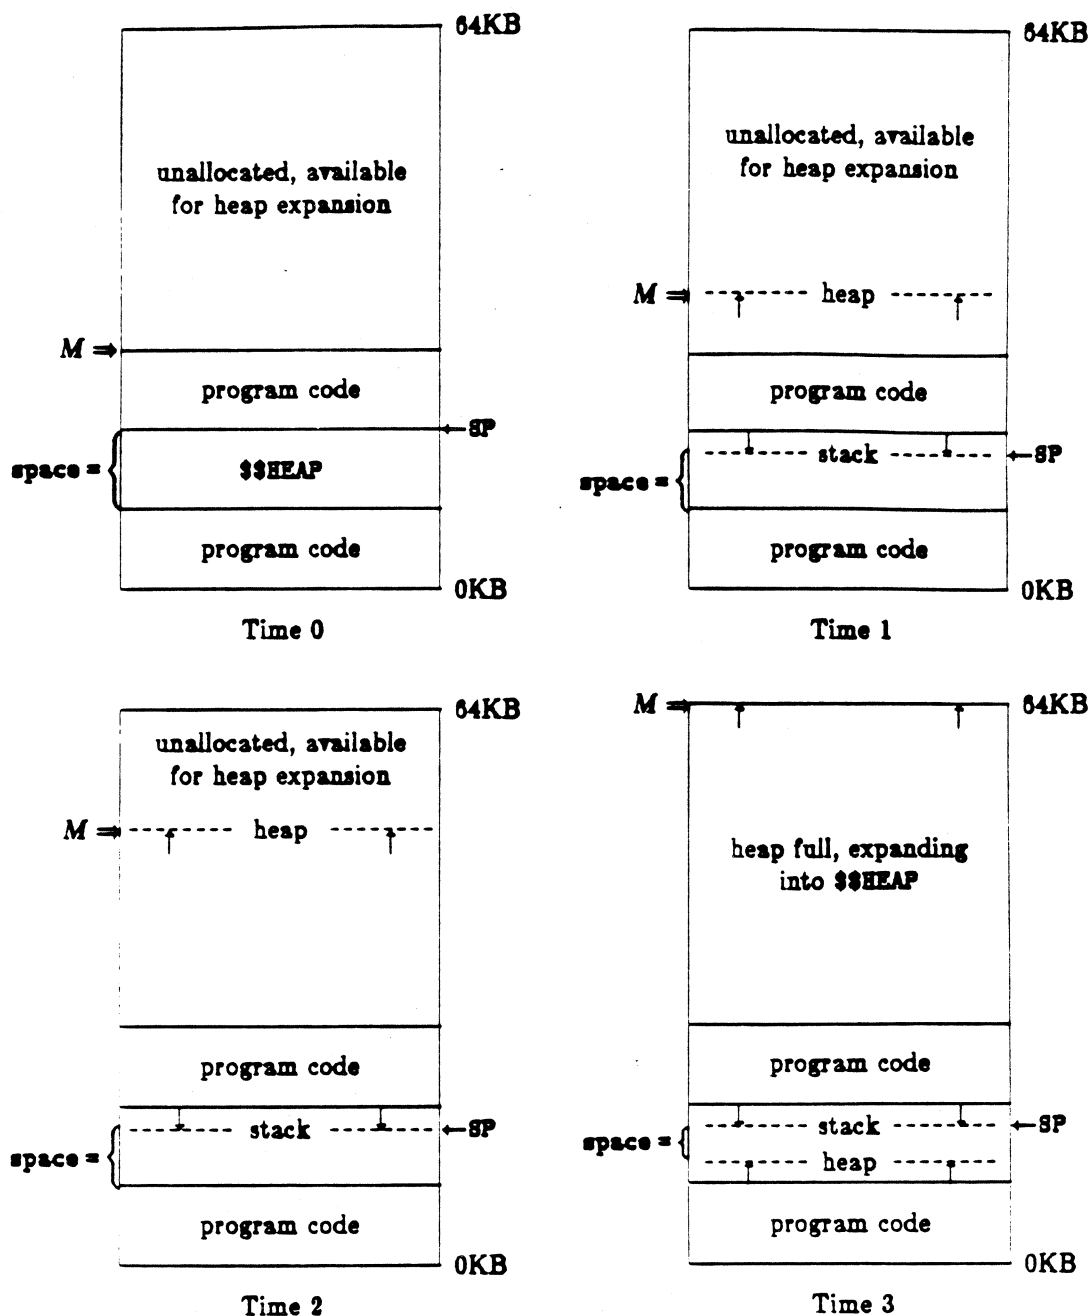 64KB
unallocated, available
for heap expansion
M ⇒
program code
←SP
space =
$$HEAP
program code
0KB
Time 0
64KB
unallocated, available
for heap expansion
M ⇒ ------ heap ------
program code
------ stack ------ ←SP
space =
program code
0KB
Time 1
64KB
unallocated, available
for heap expansion
M ⇒ ------ heap ------
program code
------ stack ------ ←SP
space =
program code
0KB
Time 2
M ⇒
64KB
heap full, expanding
into $$HEAP
program code
------ stack ------ ←SP
space =
------ heap ------
program code
0KB
Time 3